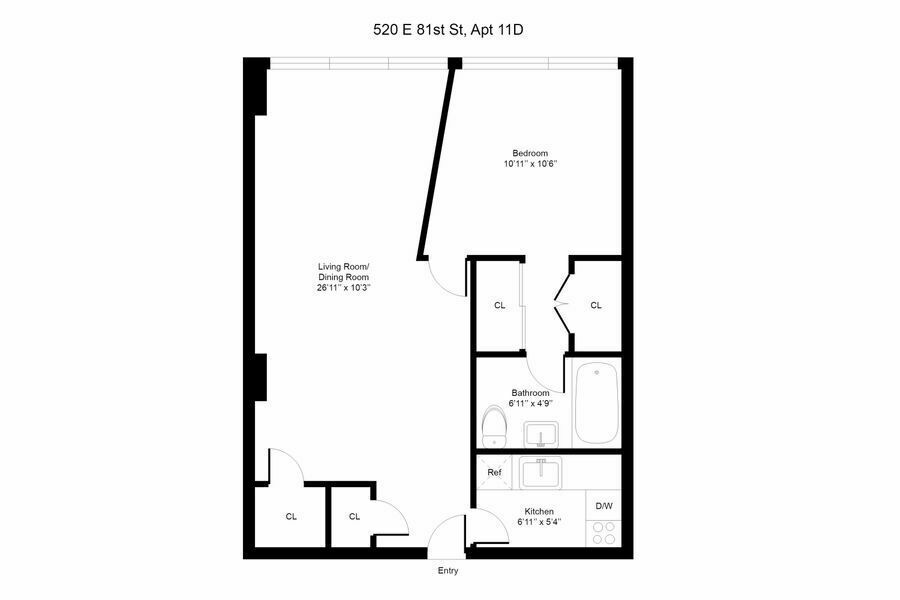 520 E 81st St, Apt 11D
Bedroom
10'11" x 10'6"
Living Room/
Dining Room
26'11" x 10'3"
CL
CL
Bathroom
6'11" x 4'9"
Ref
Kitchen
6'11" x 5'4"
D/W
CL
CL
Entry